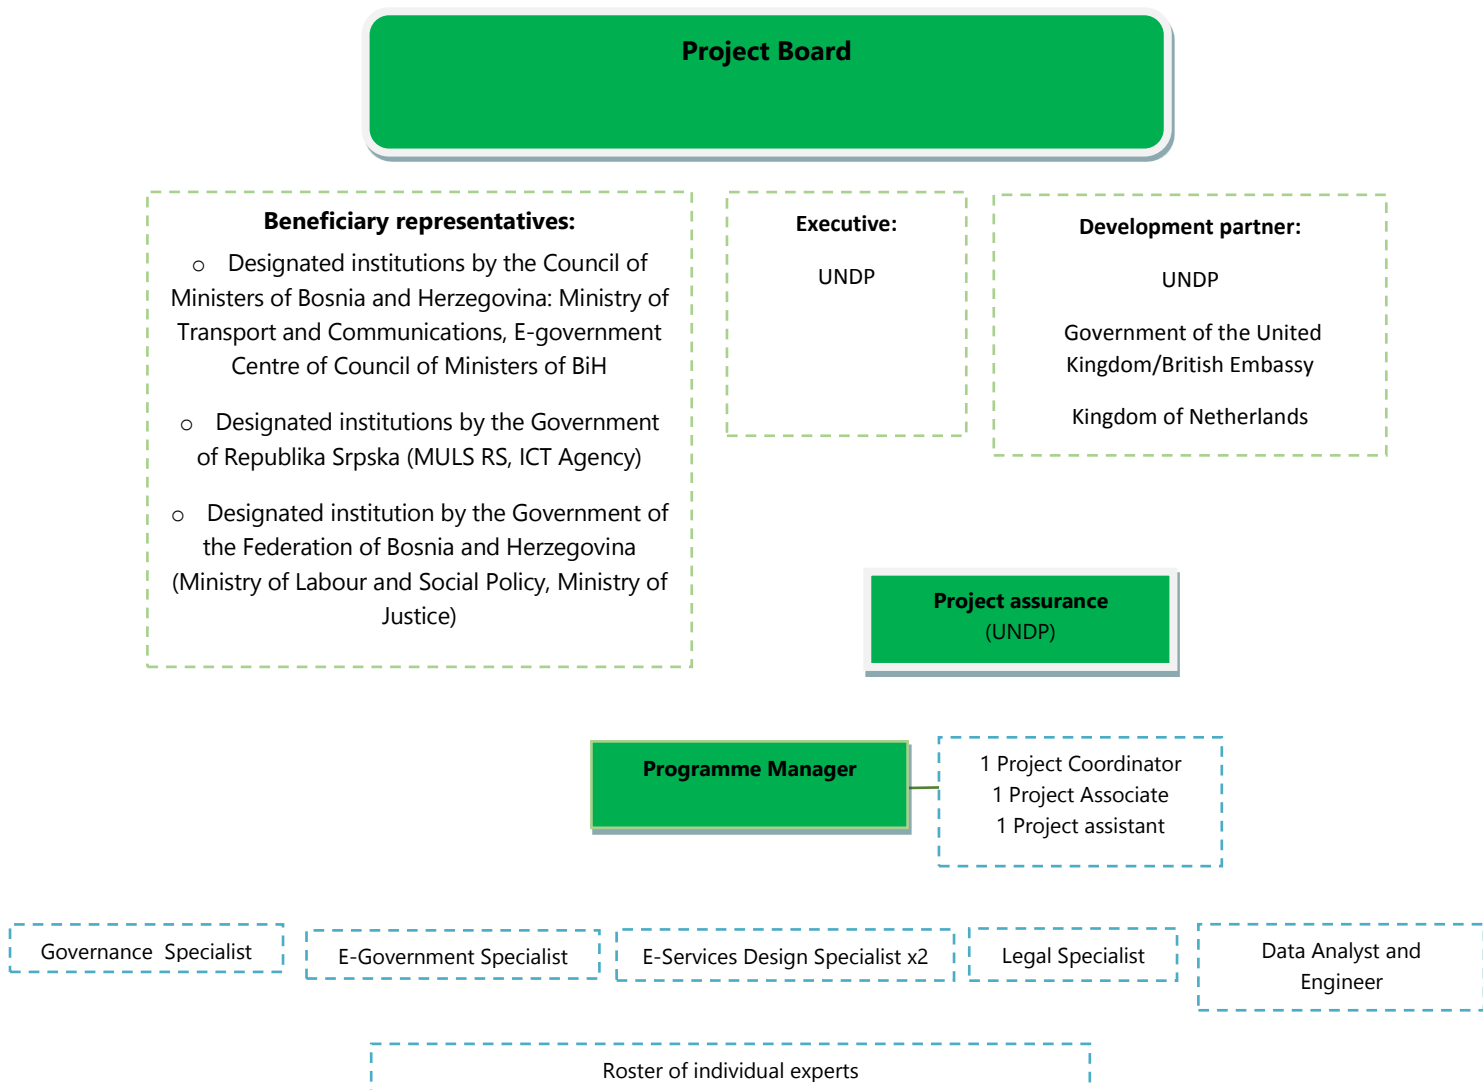 Project Board
Beneficiary representatives:
o Designated institutions by the Council of
Ministers of Bosnia and Herzegovina: Ministry of
Transport and Communications, E-government
Centre of Council of Ministers of BiH
o Designated institutions by the Government
of Republika Srpska (MULS RS, ICT Agency)
o Designated institution by the Government of
the Federation of Bosnia and Herzegovina
(Ministry of Labour and Social Policy, Ministry of
Justice)
Executive:
UNDP
Development partner:
UNDP
Government of the United
Kingdom/British Embassy
Kingdom of Netherlands
Project assurance
(UNDP)
Programme Manager
1 Project Coordinator
1 Project Associate
1 Project assistant
Governance Specialist
E-Government Specialist
E-Services Design Specialist x2
Legal Specialist
Data Analyst and
Engineer
Roster of individual experts